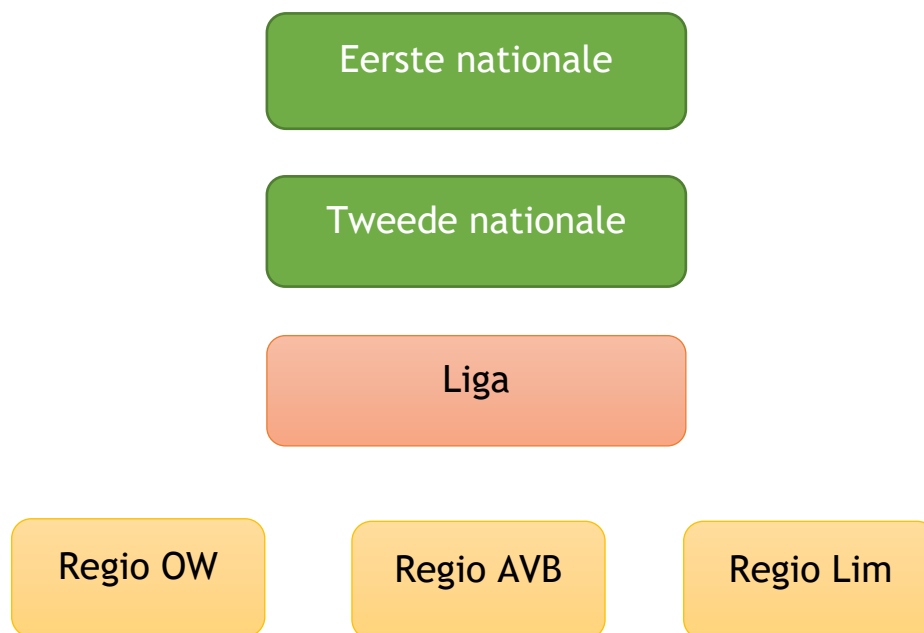 Eerste nationale
Tweede nationale
Liga
Regio OW
Regio AVB
Regio Lim